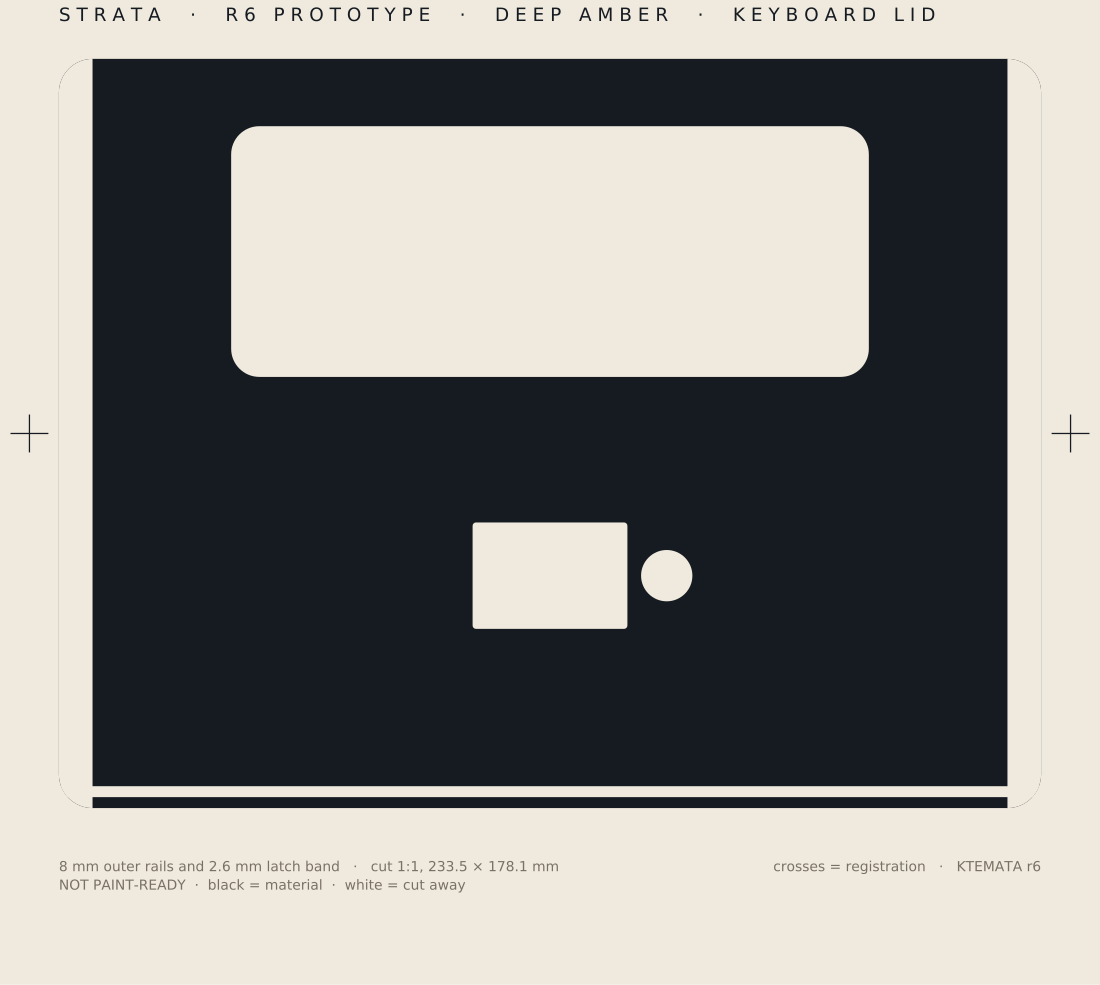 STRATA · R6 PROTOTYPE · DEEP AMBER · KEYBOARD LID
8 mm outer rails and 2.6 mm latch band · cut 1:1, 233.5 × 178.1 mm
crosses = registration · KTEMATA r6
NOT PAINT-READY · black = material · white = cut away